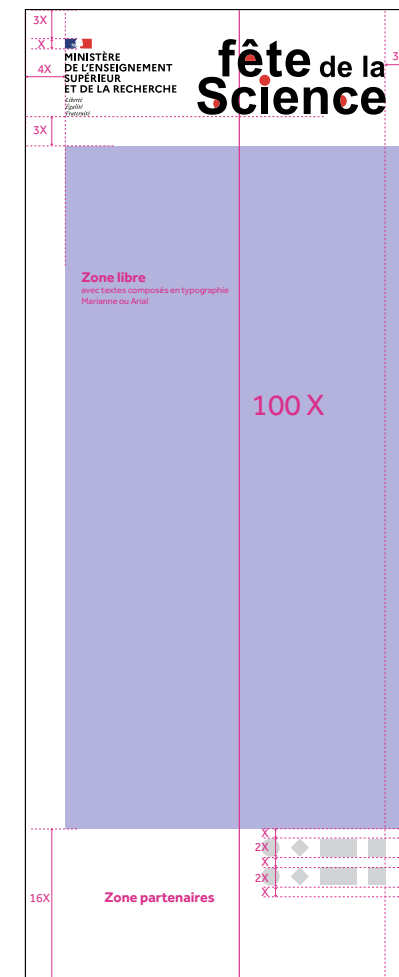 3X
X
4X
3X
MINISTÈRE
DE L'ENSEIGNEMENT
SUPÉRIEUR
ET DE LA RECHERCHE
Liberté
Égalité
Fraternité
fête de la
Science
3
Zone libre
avec textes composés en typographie
Marianne ou Arial
100 X
X
2X
X
2X
X
16X
Zone partenaires